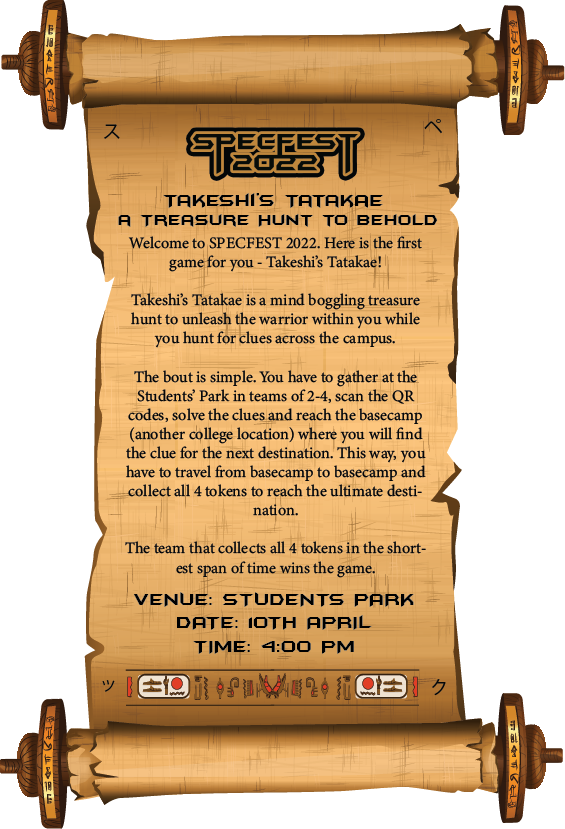 ス ペ
SPECFEST
2022
TAKESHI'S TATAKAE
A TREASURE HUNT TO BEHOLD
Welcome to SPECFEST 2022. Here is the first
game for you - Takeshi's Tatakae!
Takeshi's Tatakae is a mind boggling treasure
hunt to unleash the warrior within you while
you hunt for clues across the campus.
The bout is simple. You have to gather at the
Students' Park in teams of 2-4, scan the QR
codes, solve the clues and reach the basecamp
(another college location) where you will find
the clue for the next destination. This way, you
have to travel from basecamp to basecamp and
collect all 4 tokens to reach the ultimate desti-
nation.
The team that collects all 4 tokens in the short-
est span of time wins the game.
VENUE: STUDENTS PARK
DATE: 10TH APRIL
TIME: 4:00 PM
ッ ク